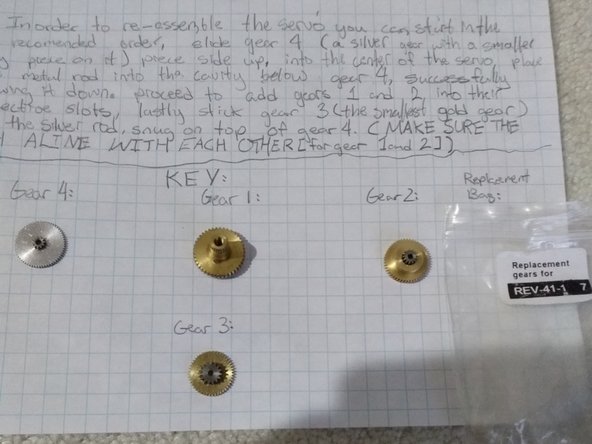 In order to re-assemble the servo you can start in the
recomended order, slide gear 4 (a silver gear with a smaller
piece on it) piece side up, into the center of the servo, place
metal rod into the cavity below gear 4, successfully
down. proceed to add gears 1 and 2 into their
slots, lastly stick gear 3 (the smallest gold gear)
the silver rod, snug on top of gear 4. (MAKE SURE THE
ALINE WITH EACH OTHER [for gear 1 and 2])
KEY:
Gear 4:
Gear 1:
Gear 2:
Replacement
Bag:
Replacement
gears for
REV-41-1 7
Gear 3: